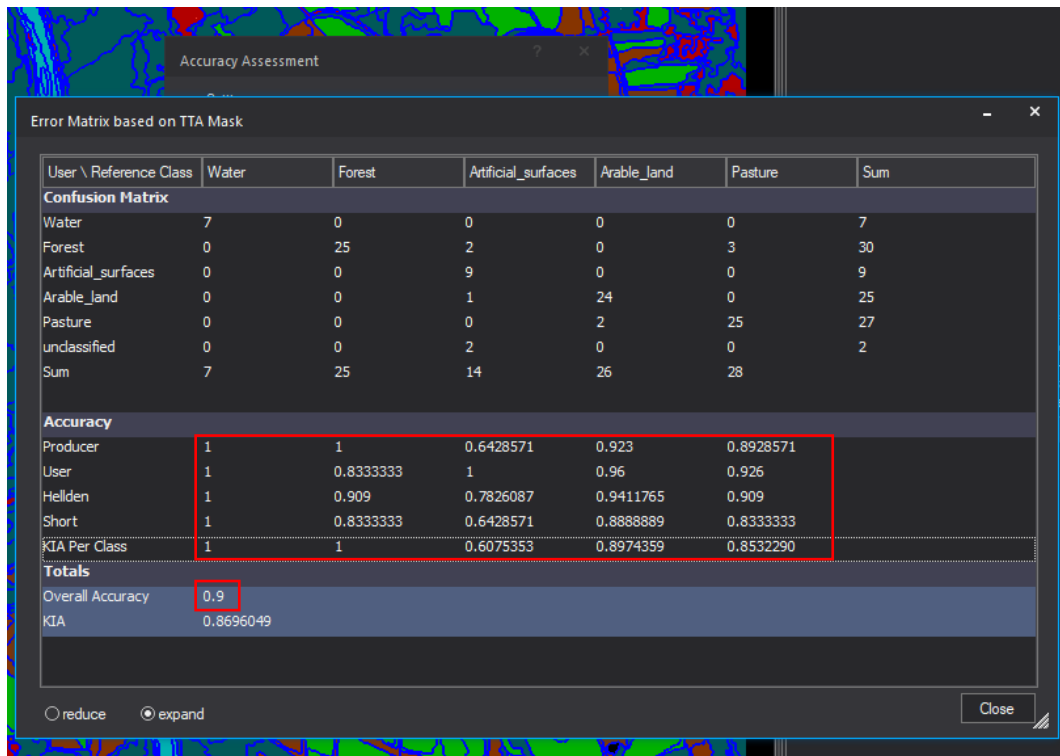 Accuracy Assessment ? ×
Error Matrix based on TTA Mask
User \ Reference Class Water Forest Artificial_surfaces Arable_land Pasture Sum
Confusion Matrix
Water 7 0 0 0 0 7
Forest 0 25 2 0 3 30
Artificial_surfaces 0 0 9 0 0 9
Arable_land 0 0 1 24 0 25
Pasture 0 0 0 2 25 27
unclassified 0 0 2 0 0 2
Sum 7 25 14 26 28
Accuracy
Producer 1 1 0.6428571 0.923 0.8928571
User 1 0.8333333 1 0.96 0.926
Hellden 1 0.909 0.7826087 0.9411765 0.909
Short 1 0.8333333 0.6428571 0.8888889 0.8333333
KIA Per Class 1 1 0.6075353 0.8974359 0.8532290
Totals
Overall Accuracy 0.9
KIA 0.8696049
reduce expand Close